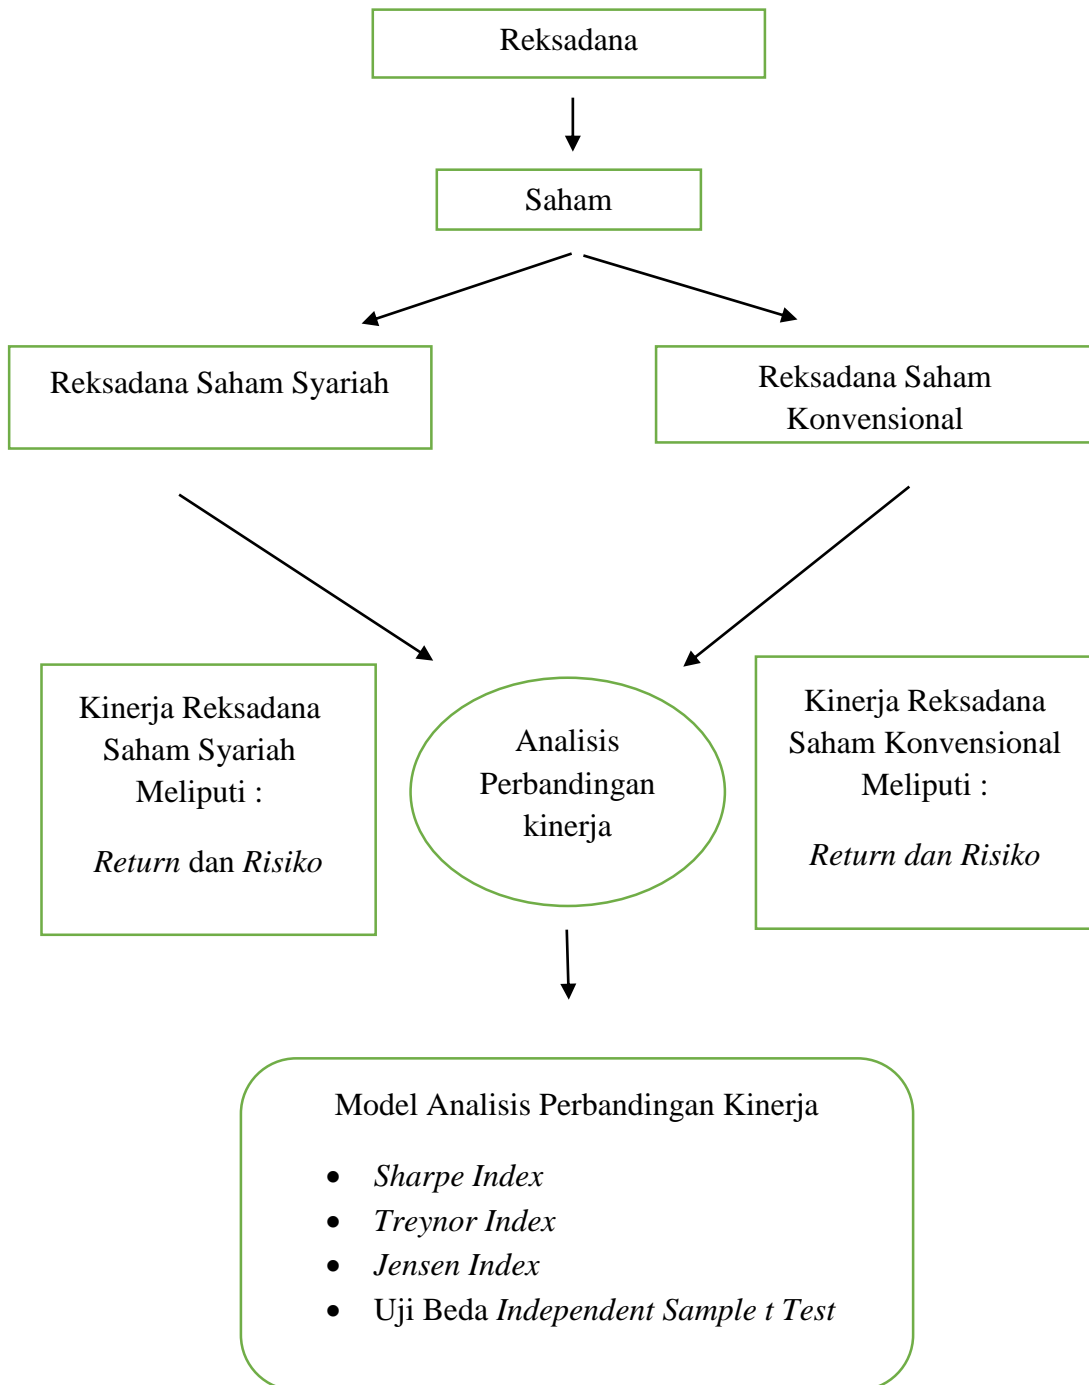 Reksadana
Saham
Reksadana Saham Syariah
Reksadana Saham
Konvensional
Kinerja Reksadana
Saham Syariah
Meliputi :
Return dan Risiko
Analisis
Perbandingan
kinerja
Kinerja Reksadana
Saham Konvensional
Meliputi :
Return dan Risiko
Model Analisis Perbandingan Kinerja
• Sharpe Index
• Treynor Index
• Jensen Index
• Uji Beda Independent Sample t Test